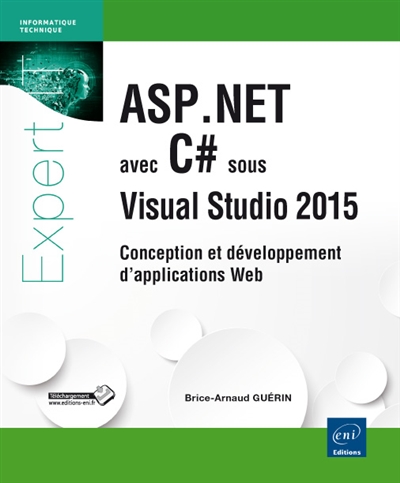 INFORMATIQUE
TECHNIQUE
Expert IT
ASP.NET
avec C# sous
Visual Studio 2015
Conception et développement
d'applications Web
Téléchargement
www.editions-eni.fr
Brice-Arnaud GUÉRIN
eni
Editions